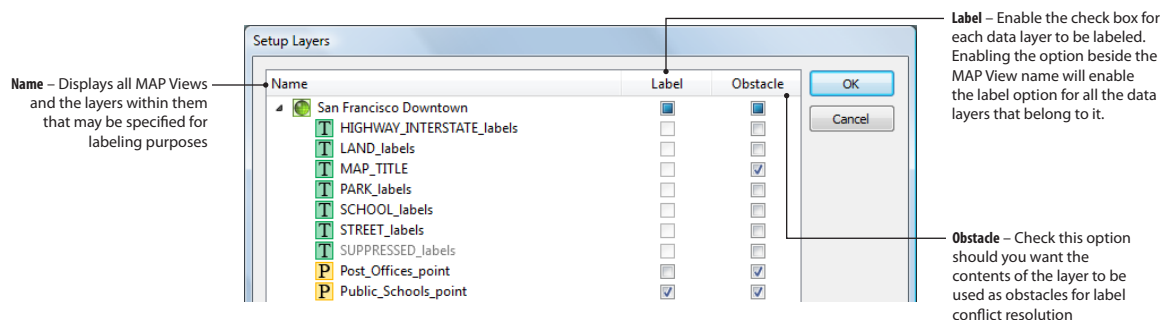 Name – Displays all MAP Views
and the layers within them
that may be specified for
labeling purposes
Setup Layers
Name Label Obstacle
San Francisco Downtown
T HIGHWAY_INTERSTATE_labels
T LAND_labels
T MAP_TITLE
T PARK_labels
T SCHOOL_labels
T STREET_labels
T SUPPRESSED_labels
P Post_Offices_point
P Public_Schools_point
OK
Cancel
Label – Enable the check box for
each data layer to be labeled.
Enabling the option beside the
MAP View name will enable
the label option for all the data
layers that belong to it.
Obstacle – Check this option
should you want the
contents of the layer to be
used as obstacles for label
conflict resolution